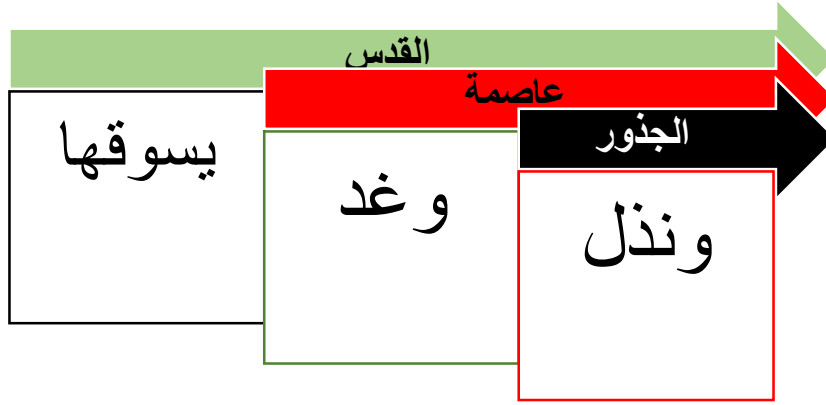 القدس
عاصمة
الجذور
يسوقها
وغد
ونذل